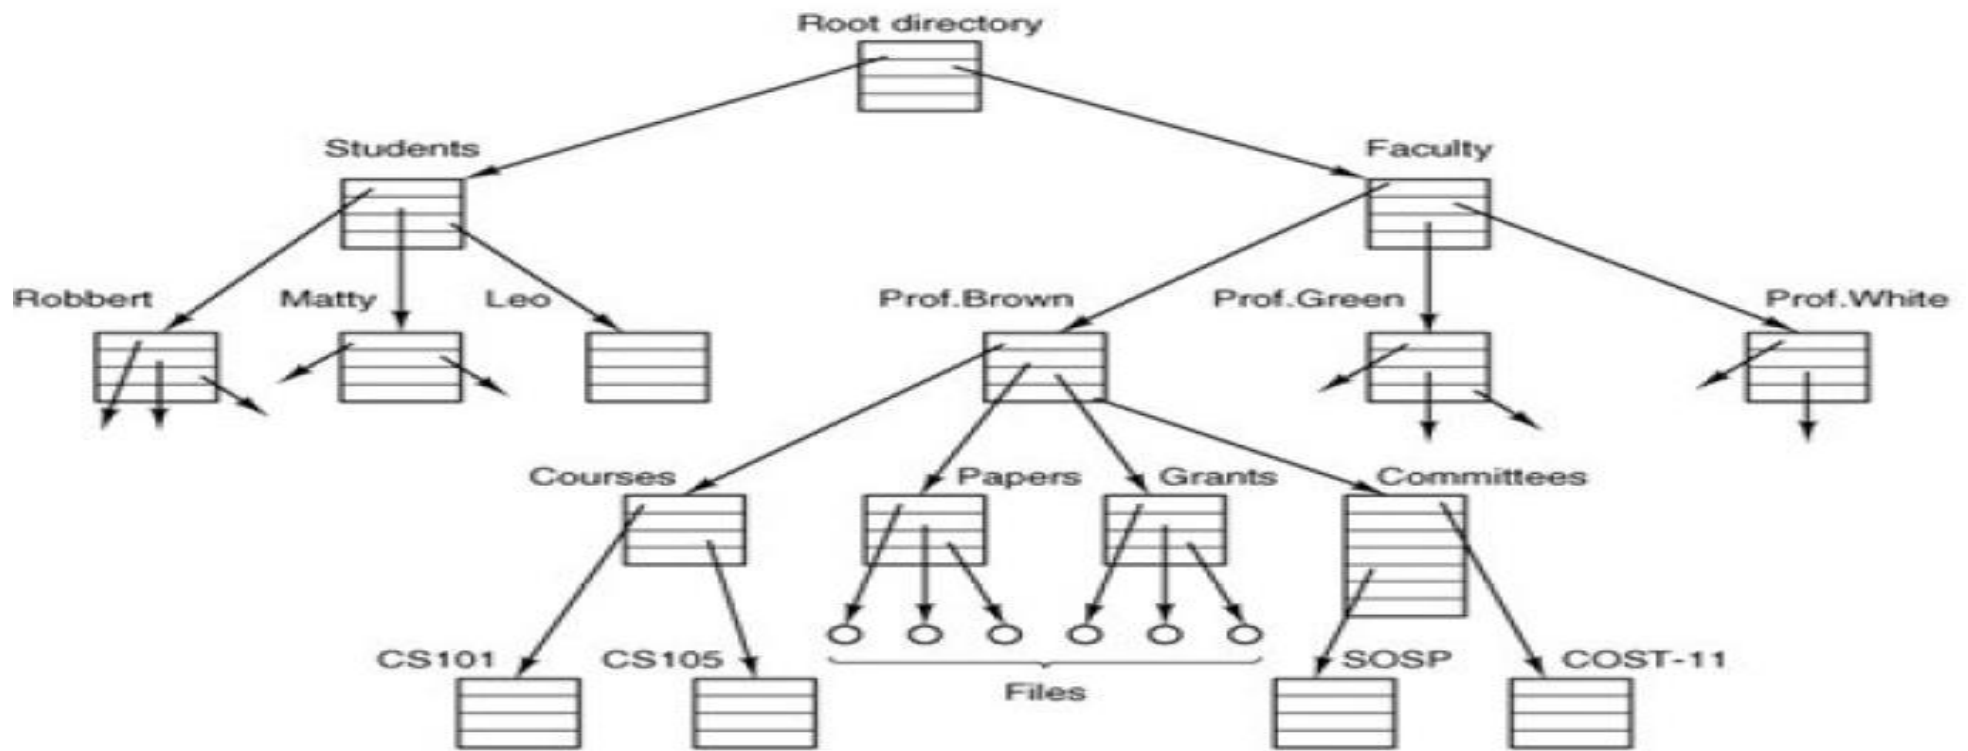 Root directory
Students
Faculty
Robbert
Matty
Leo
Prof.Brown
Prof.Green
Prof.White
Courses
Papers
Grants
Committees
CS101
CS105
SOSP
COST-11
Files